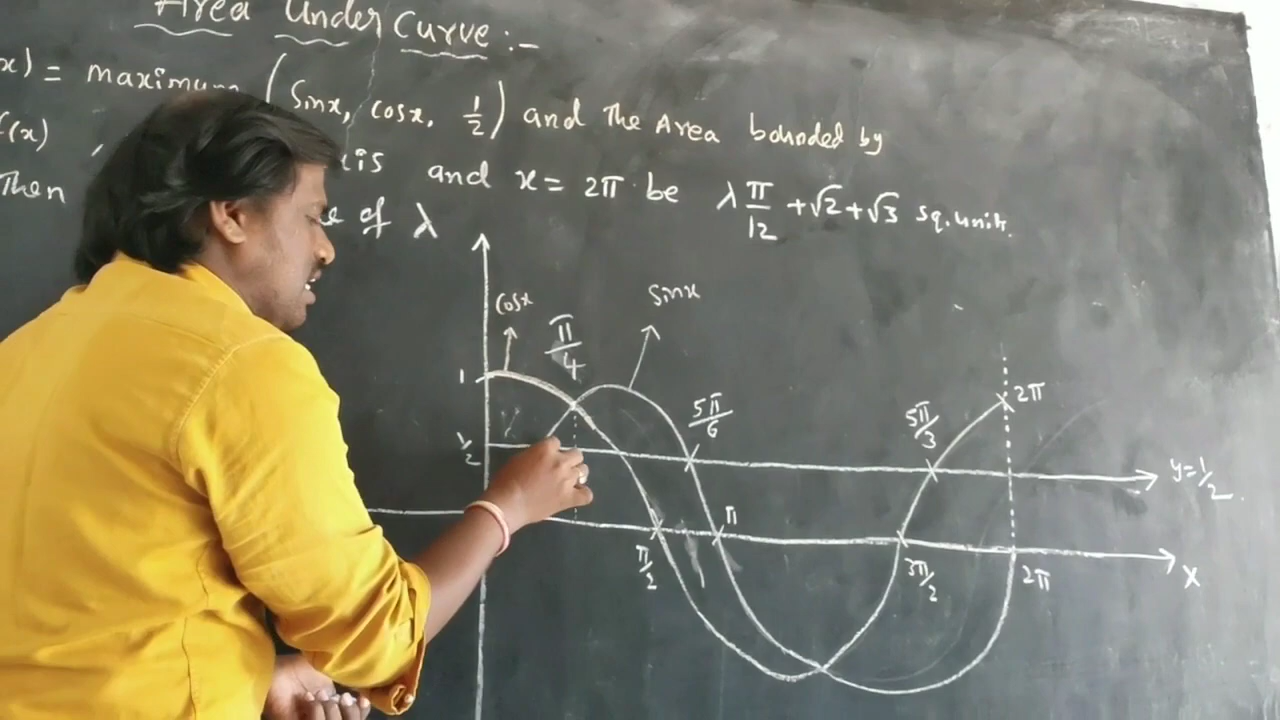 Area Under Curve :-
x) = maximum (Sinx, cosx, 1/2) and The Area bounded by
f(x) , xis and x = 2π be λ π/12 + √2 + √3 sq. unit.
Then of λ
cosx
π/4
Sinx
1
5π/6
5π/3
2π
1/2
y = 1/2
π
π/2
3π/2
2π
X